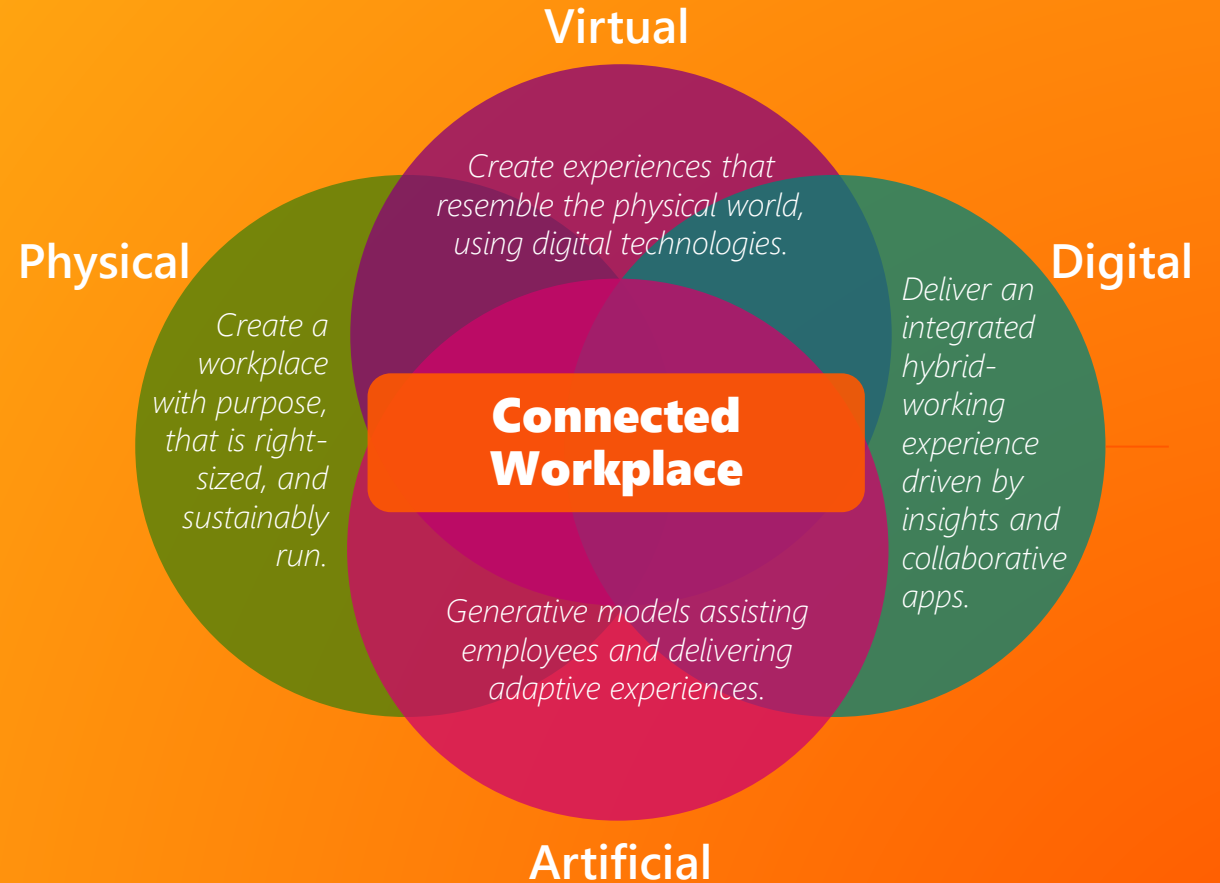 Virtual
Create experiences that
resemble the physical world,
using digital technologies.
Physical
Create a
workplace
with purpose,
that is right-
sized, and
sustainably
run.
Digital
Deliver an
integrated
hybrid-
working
experience
driven by
insights and
collaborative
apps.
Connected
Workplace
Generative models assisting
employees and delivering
adaptive experiences.
Artificial